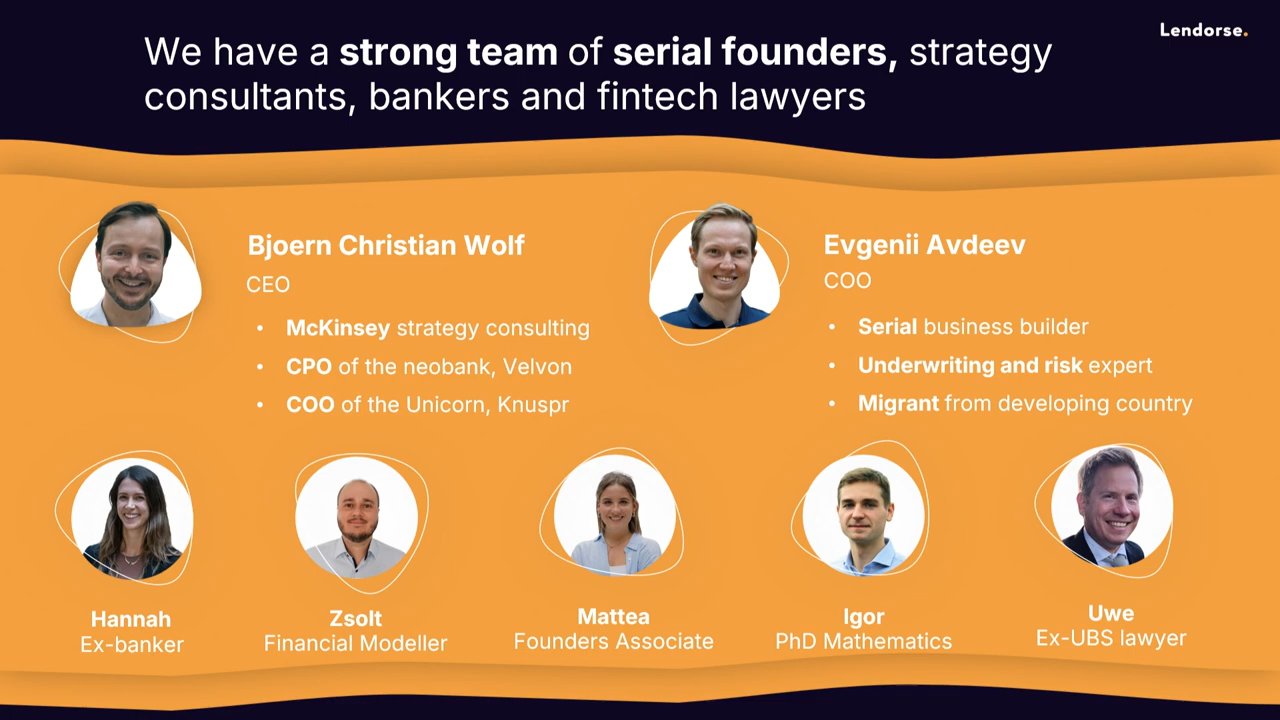 Lendorse.
We have a strong team of serial founders, strategy
consultants, bankers and fintech lawyers
Bjoern Christian Wolf
CEO
• McKinsey strategy consulting
• CPO of the neobank, Velvon
• COO of the Unicorn, Knuspr
Evgenii Avdeev
COO
• Serial business builder
• Underwriting and risk expert
• Migrant from developing country
Hannah
Ex-banker
Zsolt
Financial Modeller
Mattea
Founders Associate
Igor
PhD Mathematics
Uwe
Ex-UBS lawyer